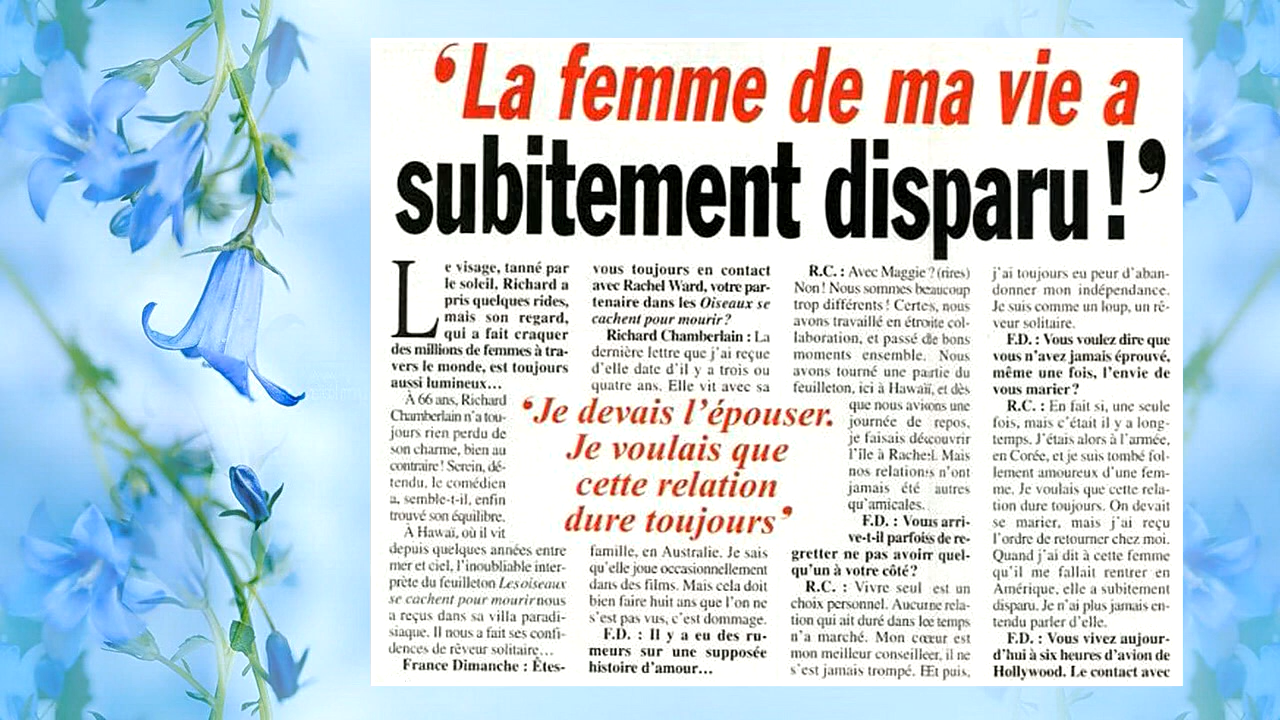 ‘La femme de ma vie a
subitement disparu !’
Le visage, tanné par
le soleil, Richard a
pris quelques rides,
mais son regard,
qui a fait craquer
des millions de femmes à tra-
vers le monde, est toujours
aussi lumineux...
À 66 ans, Richard
Chamberlain n'a tou-
jours rien perdu de
son charme, bien au
contraire ! Serein, dé-
tendu, le comédien
a, semble-t-il, enfin
trouvé son équilibre.
À Hawaï, où il vit
depuis quelques années entre
mer et ciel, l'inoubliable inter-
prète du feuilleton Les oiseaux
se cachent pour mourir nous
a reçus dans sa villa paradi-
siaque. Il nous a fait ses confi-
dences de rêveur solitaire...
France Dimanche : Êtes-
vous toujours en contact
avec Rachel Ward, votre par-
tenaire dans les Oiseaux se
cachent pour mourir ?
Richard Chamberlain : La
dernière lettre que j'ai reçue
d'elle date d'il y a trois ou
quatre ans. Elle vit avec sa
‘Je devais l'épouser.
Je voulais que
cette relation
dure toujours’
famille, en Australie. Je sais
qu'elle joue occasionnellement
dans des films. Mais cela doit
bien faire huit ans que l'on ne
s'est pas vus, c'est dommage.
F.D. : Il y a eu des ru-
meurs sur une supposée
histoire d'amour...
R.C. : Avec Maggie ? (rires)
Non ! Nous sommes beaucoup
trop différents ! Certes, nous
avons travaillé en étroite col-
laboration, et passé de bons
moments ensemble. Nous
avons tourné une partie du
feuilleton, ici à Hawaï, et dès
que nous avions une
journée de repos,
je faisais découvrir
l'île à Rachel. Mais
nos relations n'ont
jamais été autres
qu'amicales.
F.D. : Vous arri-
ve-t-il parfois de re-
gretter ne pas avoir quel-
qu'un à votre côté ?
R.C. : Vivre seul est un
choix personnel. Aucune rela-
tion qui ait duré dans le temps
n'a marché. Mon cœur est
mon meilleur conseiller, il ne
s'est jamais trompé. Et puis,
j'ai toujours eu peur d'aban-
donner mon indépendance.
Je suis comme un loup, un rê-
veur solitaire.
F.D. : Vous voulez dire que
vous n'avez jamais éprouvé,
même une fois, l'envie de
vous marier ?
R.C. : En fait si, une seule
fois, mais c'était il y a long-
temps. J'étais alors à l'armée,
en Corée, et je suis tombé fol-
lement amoureux d'une fem-
me. Je voulais que cette rela-
tion dure toujours. On devait
se marier, mais j'ai reçu
l'ordre de retourner chez moi.
Quand j'ai dit à cette femme
qu'il me fallait rentrer en
Amérique, elle a subitement
disparu. Je n'ai plus jamais en-
tendu parler d'elle.
F.D. : Vous vivez aujour-
d'hui à six heures d'avion de
Hollywood. Le contact avec